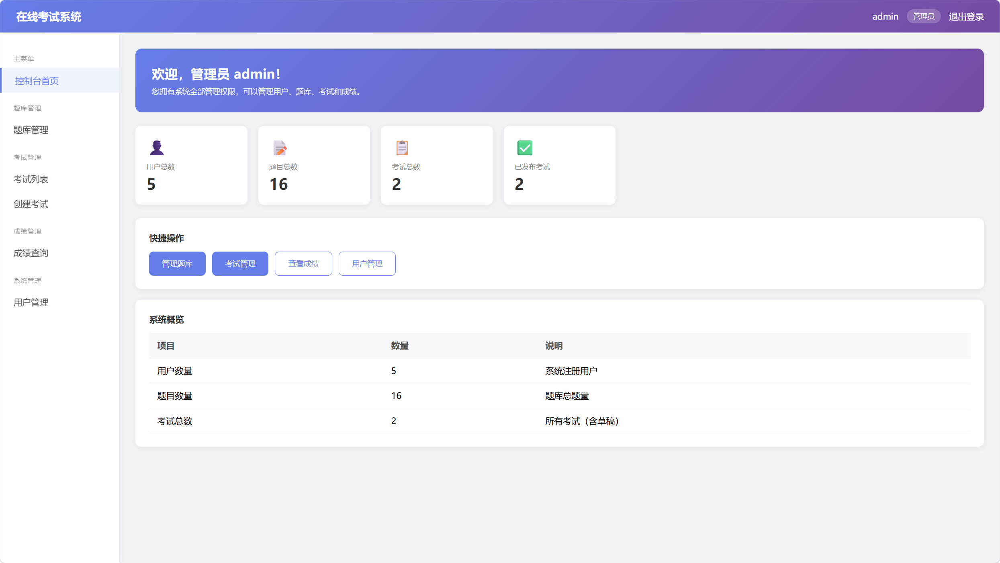 在线考试系统
admin 管理员 退出登录
主菜单
控制台首页
题库管理
题库管理
考试管理
考试列表
创建考试
成绩管理
成绩查询
系统管理
用户管理
欢迎，管理员 admin！
您拥有系统全部管理权限，可以管理用户、题库、考试和成绩。
用户总数
5
题目总数
16
考试总数
2
已发布考试
2
快捷操作
管理题库 考试管理 查看成绩 用户管理
系统概览
项目 数量 说明
用户数量 5 系统注册用户
题目数量 16 题库总题量
考试总数 2 所有考试（含草稿）